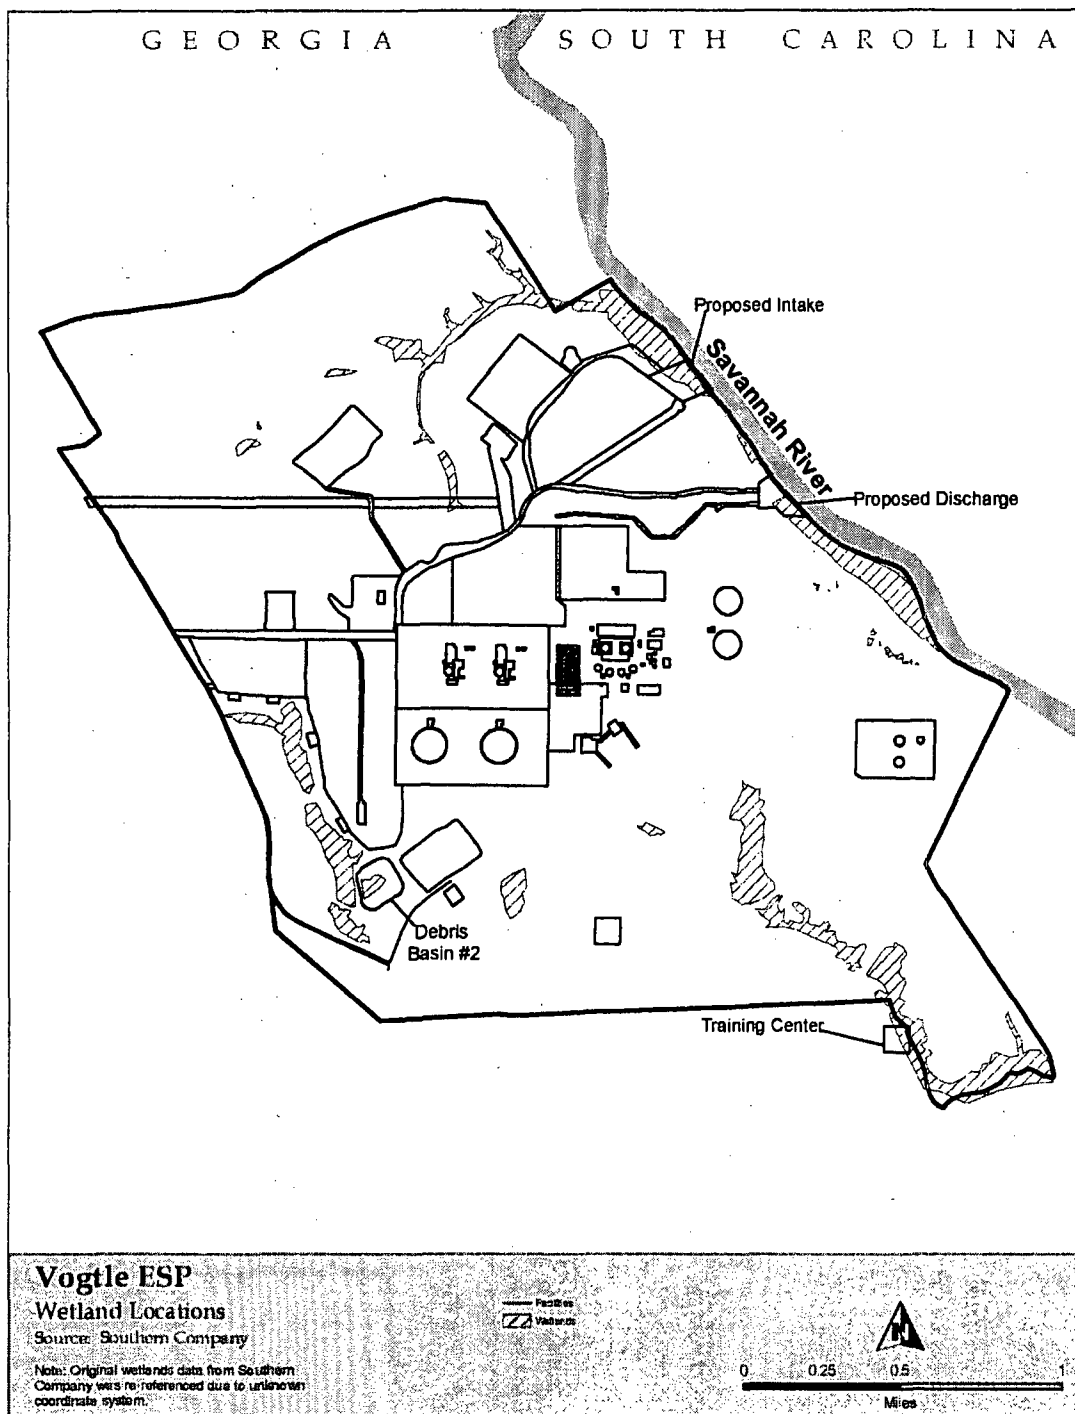 GEORGIA SOUTH CAROLINA
Proposed Intake
Savannah River
Proposed Discharge
Debris
Basin #2
Training Center
Vogtle ESP
Wetland Locations
Source: Southern Company
Note: Original wetlands data from Southern
Company was re-referenced due to unknown
coordinate system.
Facilities
Wetlands
N
0 0.25 0.5 1
Miles